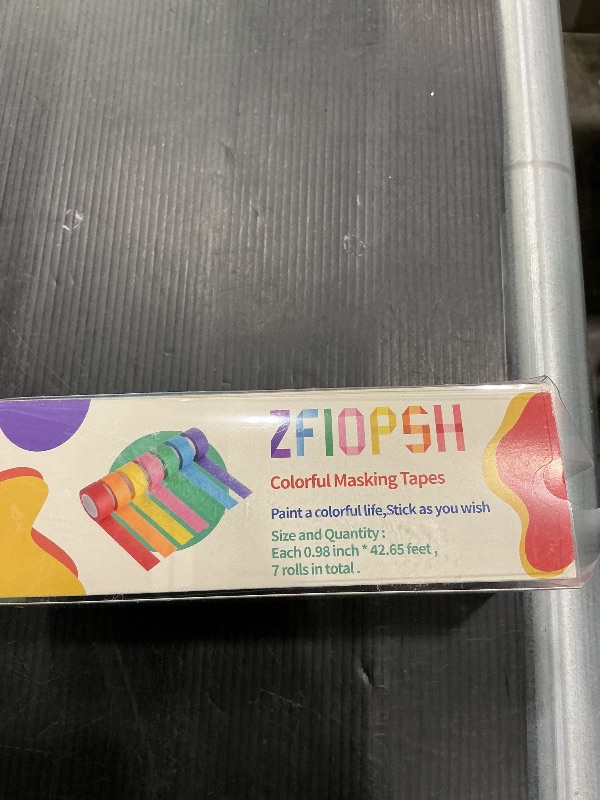 ZFIOPSH
Colorful Masking Tapes
Paint a colorful life,Stick as you wish
Size and Quantity :
Each 0.98 inch * 42.65 feet ,
7 rolls in total .